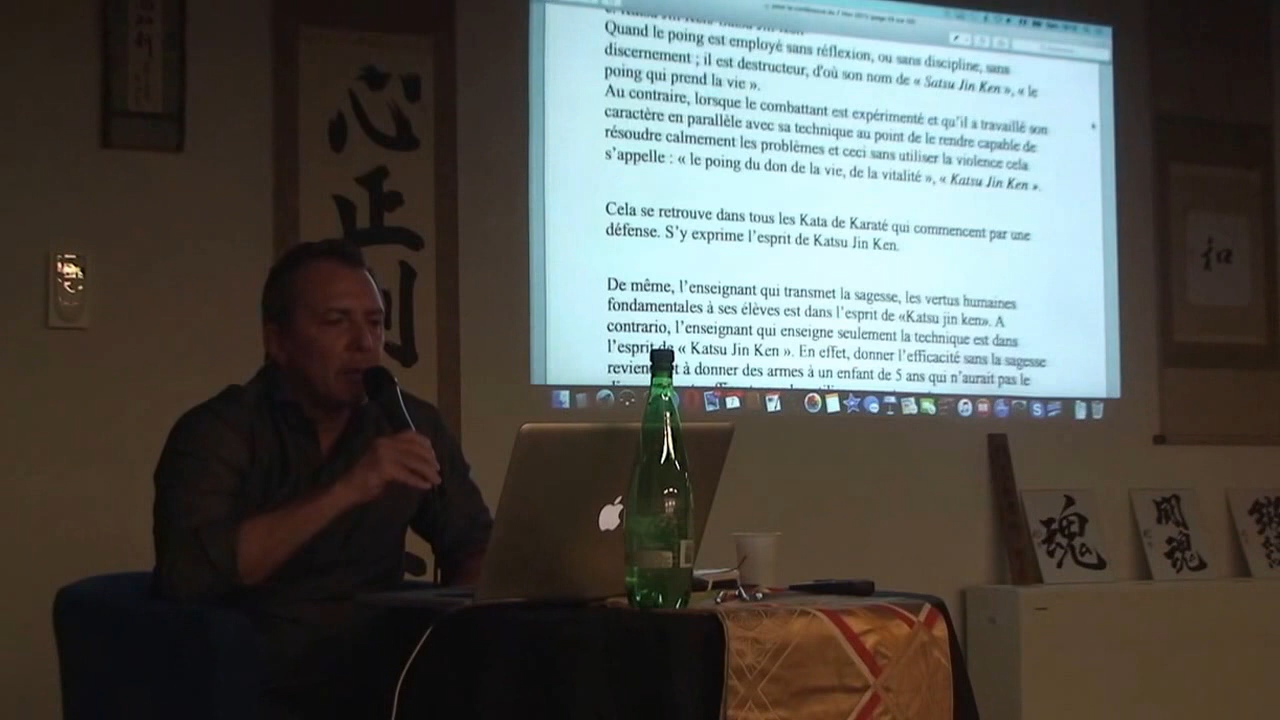 Quand le poing est employé sans réflexion, ou sans discipline, sans
discernement ; il est destructeur, d'où son nom de « Satsu Jin Ken », « le
poing qui prend la vie ».
Au contraire, lorsque le combattant est expérimenté et qu'il a travaillé son
caractère en parallèle avec sa technique au point de le rendre capable de
résoudre calmement les problèmes et ceci sans utiliser la violence cela
s'appelle : « le poing du don de la vie, de la vitalité », « Katsu Jin Ken ».
Cela se retrouve dans tous les Kata de Karaté qui commencent par une
défense. S'y exprime l'esprit de Katsu Jin Ken.
De même, l'enseignant qui transmet la sagesse, les vertus humaines
fondamentales à ses élèves est dans l'esprit de «Katsu jin ken». A
contrario, l'enseignant qui enseigne seulement la technique est dans
l'esprit de « Katsu Jin Ken ». En effet, donner l'efficacité sans la sagesse
à donner des armes à un enfant de 5 ans qui n'aurait pas le
心正則
和
魂
闘魂